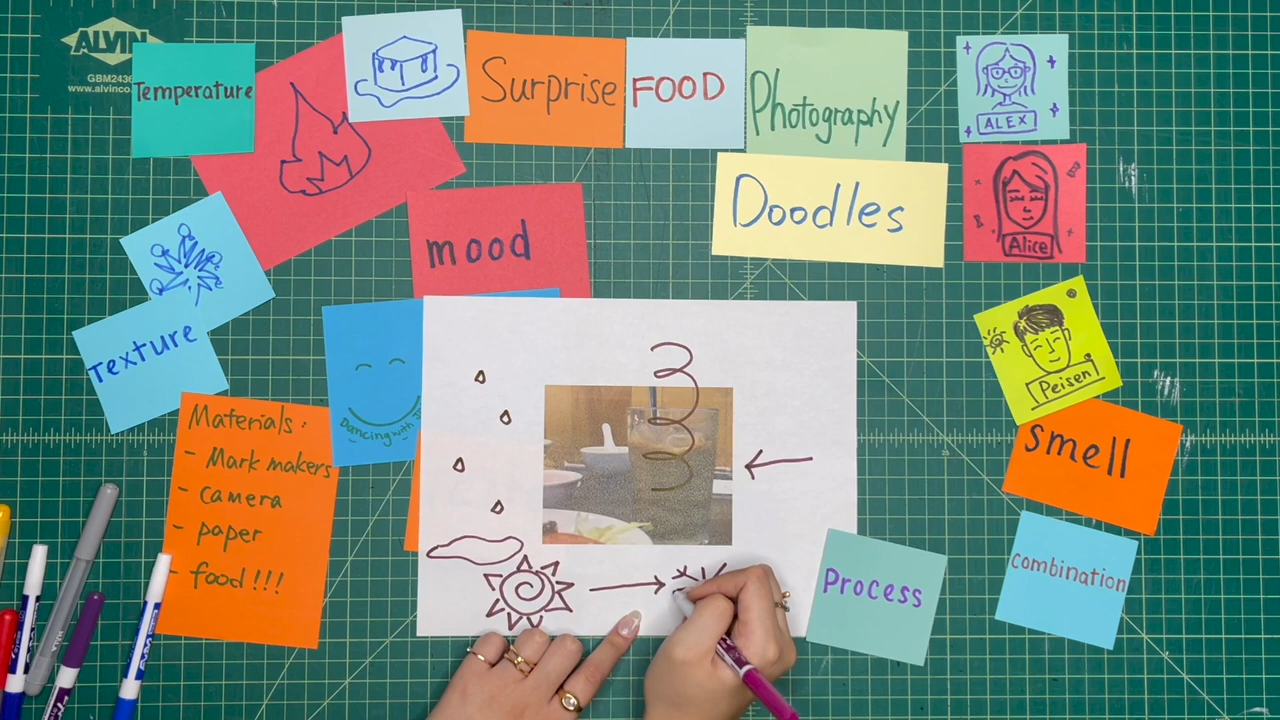 ALVIN
GBM2436
www.alvinco.
Temperature
Surprise
FOOD
Photography
ALEX
Doodles
Alice
mood
Texture
Peisen
Dancing with
smell
Materials:
- Mark makers
- camera
- paper
- food!!!
Process
combination